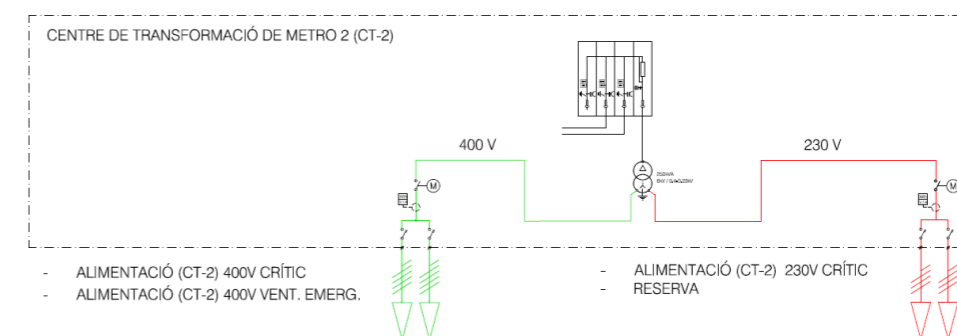 CENTRE DE TRANSFORMACIÓ DE METRO 2 (CT-2)
400 V
230 V
M
M
- ALIMENTACIÓ (CT-2) 400V CRÍTIC
- ALIMENTACIÓ (CT-2) 400V VENT. EMERG.
- ALIMENTACIÓ (CT-2) 230V CRÍTIC
- RESERVA